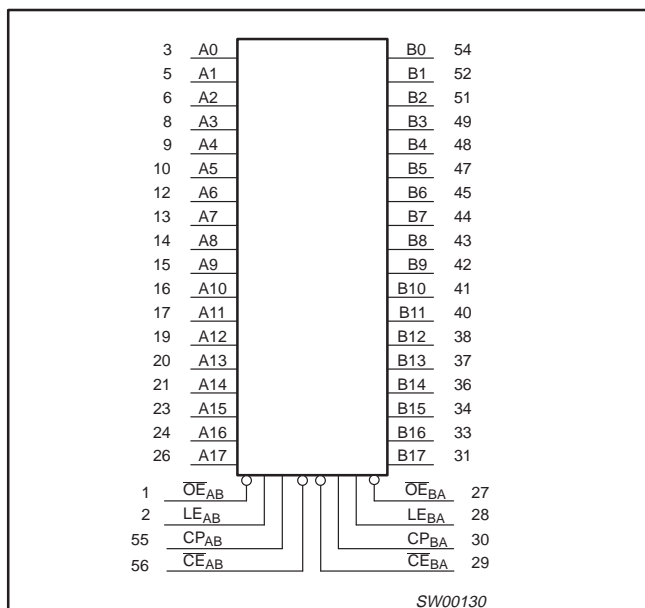 3 A0 B0 54
5 A1 B1 52
6 A2 B2 51
8 A3 B3 49
9 A4 B4 48
10 A5 B5 47
12 A6 B6 45
13 A7 B7 44
14 A8 B8 43
15 A9 B9 42
16 A10 B10 41
17 A11 B11 40
19 A12 B12 38
20 A13 B13 37
21 A14 B14 36
23 A15 B15 34
24 A16 B16 33
26 A17 B17 31
1 O̅E̅AB O̅E̅BA 27
2 LEAB LEBA 28
55 CPAB CPBA 30
56 C̅E̅AB C̅E̅BA 29
SW00130